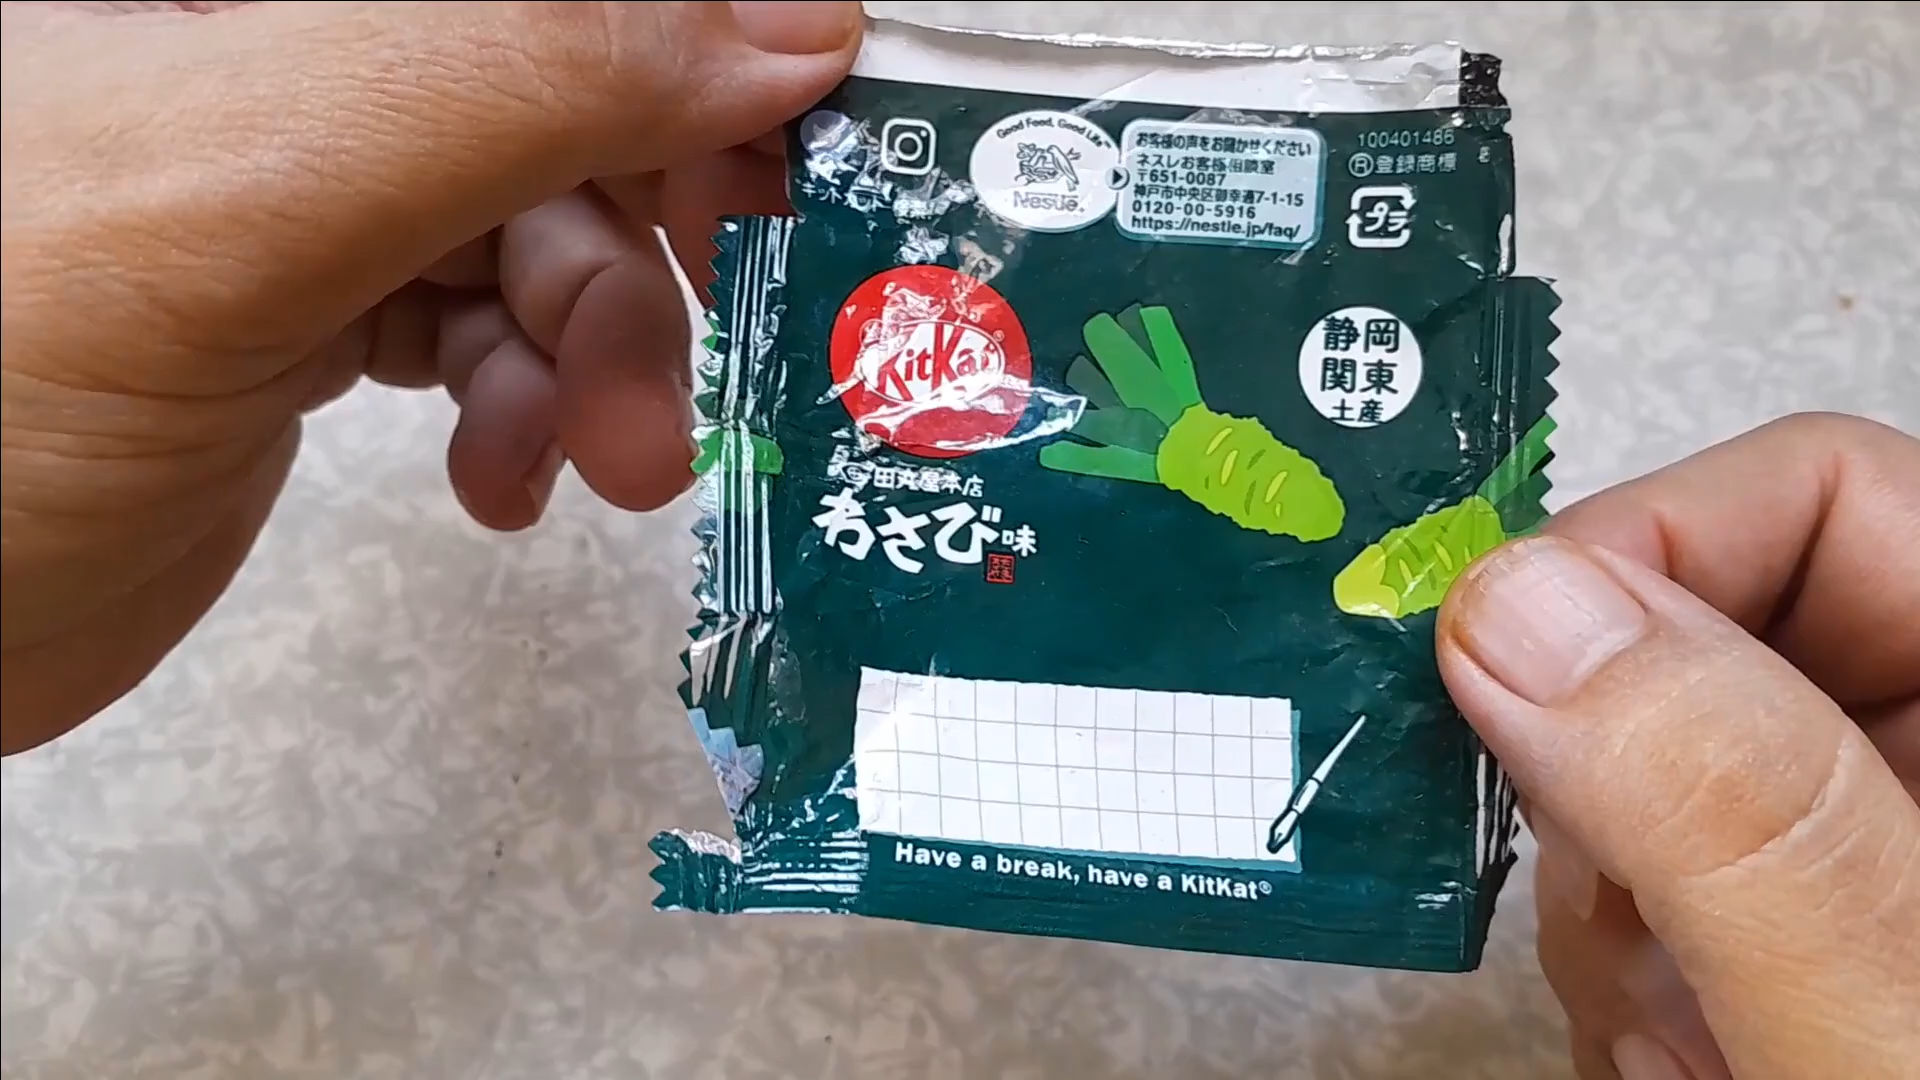 Good Food, Good Life™
Nestlé®
お客様の声をお聞かせください
ネスレお客様相談室
〒651-0087
神戸市中央区御幸通7-1-15
0120-00-5916
https://nestle.jp/faq/
100401486
®登録商標
プラ
KitKat®
静岡
関東
土産
田丸屋本店
わさび味
Have a break, have a KitKat®